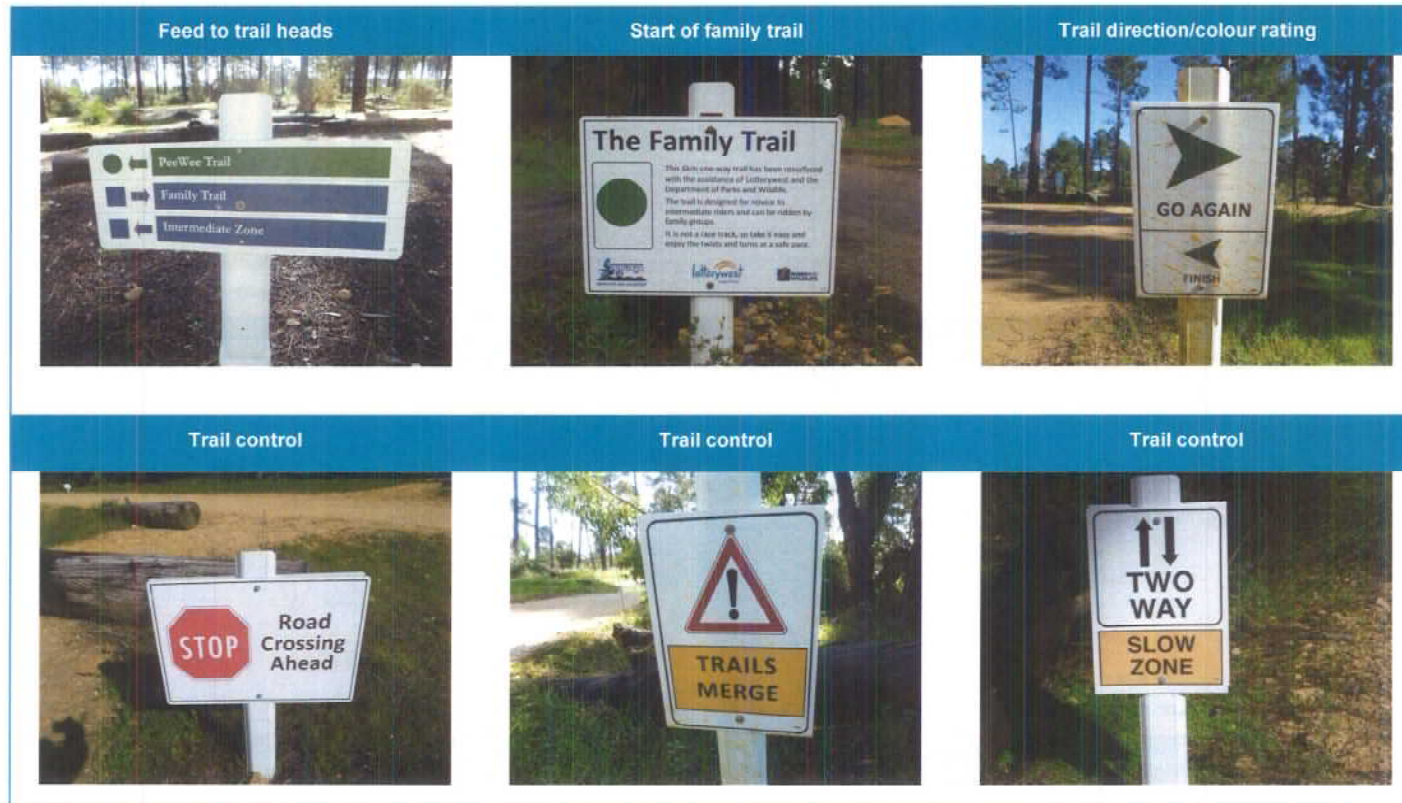 Feed to trail heads
Start of family trail
Trail direction/colour rating
PeeWee Trail
Family Trail
Intermediate Zone
The Family Trail
This 6km one-way trail has been resurfaced
with the assistance of Lotterywest and the
Department of Parks and Wildlife.
The trail is designed for novice to
intermediate riders and can be ridden by
family groups.
It is not a race track, so take it easy and
enjoy the twists and turns at a safe pace.
lotterywest
GO AGAIN
FINISH
Trail control
Trail control
Trail control
STOP
Road
Crossing
Ahead
TRAILS
MERGE
TWO
WAY
SLOW
ZONE